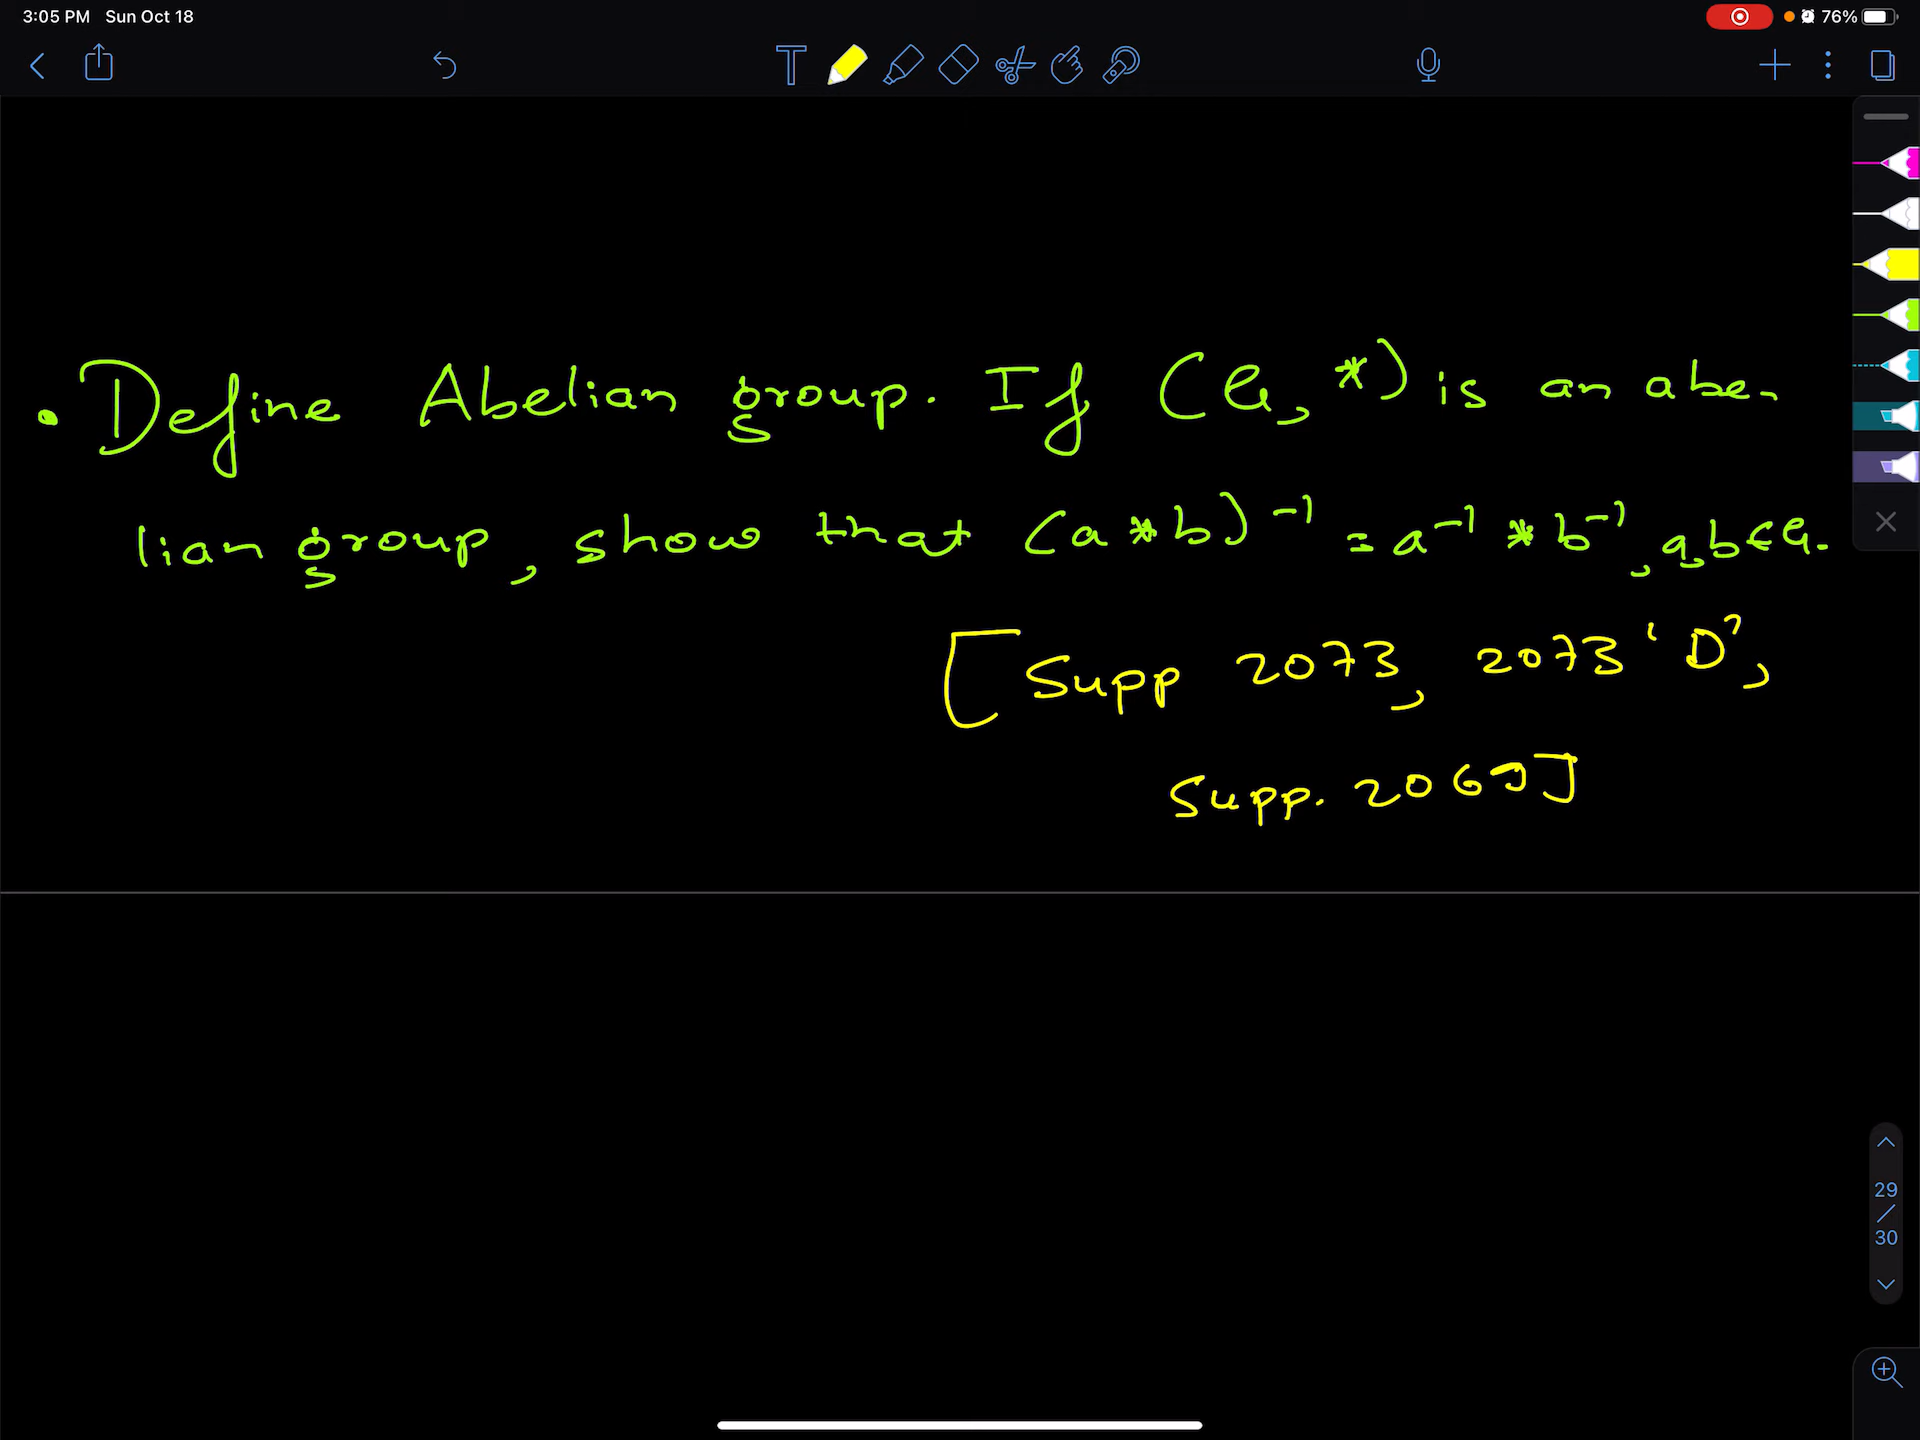 3:05 PM Sun Oct 18
76%
T
• Define Abelian group. If (G, *) is an abe-
lian group, show that (a * b)⁻¹ = a⁻¹ * b⁻¹, a,b ∈ G.
[Supp 2073, 2073 'D',
Supp. 2069]
29
/
30